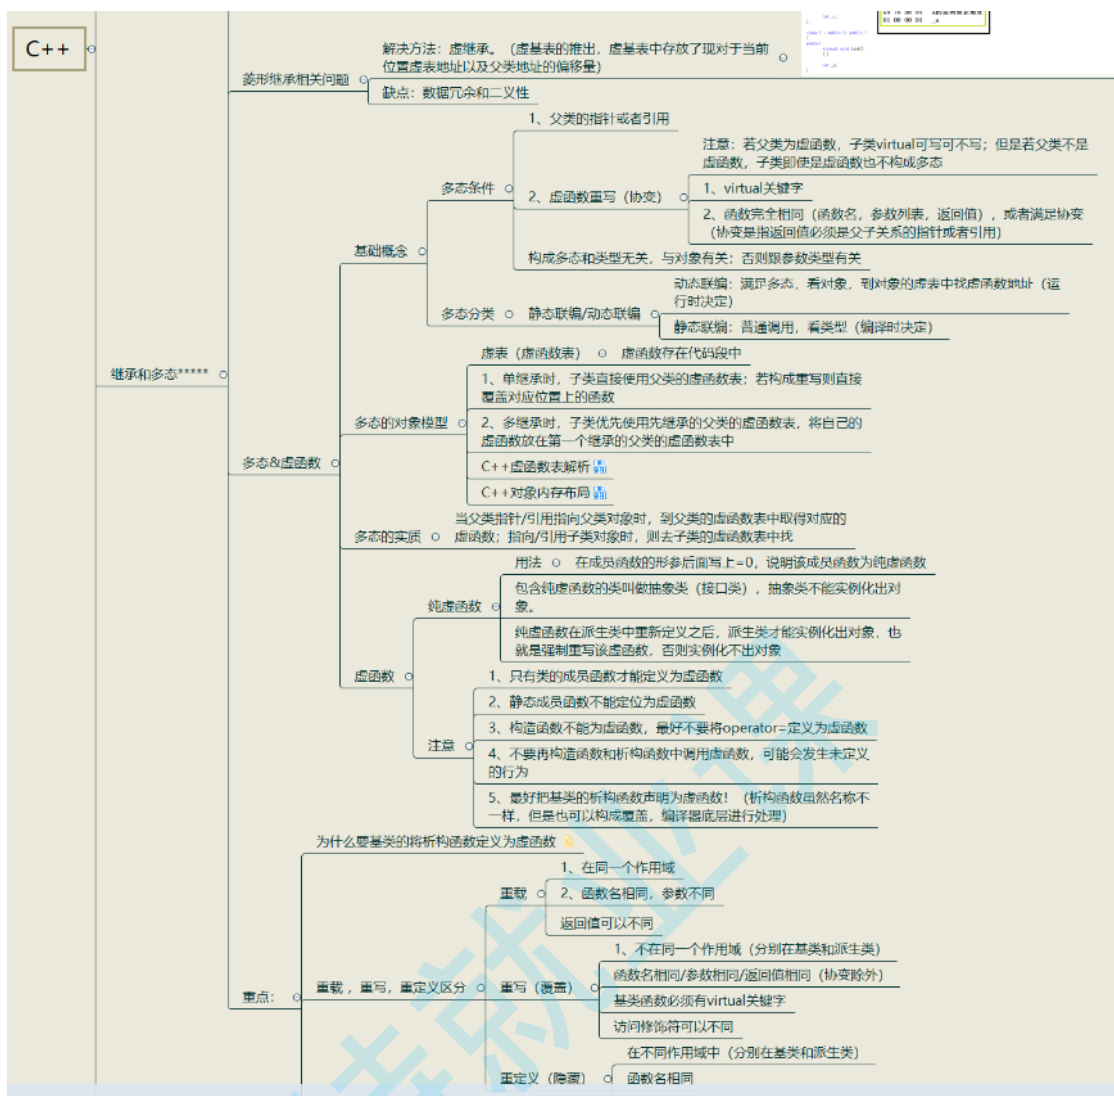 C++
解决方法：虚继承。（虚基表的推出，虚基表中存放了现对于当前
位置虚表地址以及父类地址的偏移量）
菱形继承相关问题
缺点：数据冗余和二义性
1、父类的指针或者引用
注意：若父类为虚函数，子类virtual可写可不写；但是若父类不是
虚函数，子类即使是虚函数也不构成多态
多态条件
2、虚函数重写（协变）
1、virtual关键字
2、函数完全相同（函数名，参数列表，返回值），或者满足协变
（协变是指返回值必须是父子关系的指针或者引用）
基础概念
构成多态和类型无关，与对象有关；否则跟参数类型有关
动态联编：满足多态，看对象，到对象的虚表中找虚函数地址（运
行时决定）
多态分类
静态联编/动态联编
静态联编：普通调用，看类型（编译时决定）
虚表（虚函数表）
虚函数存在代码段中
继承和多态*****
1、单继承时，子类直接使用父类的虚函数表；若构成重写则直接
覆盖对应位置上的函数
多态的对象模型
2、多继承时，子类优先使用先继承的父类的虚函数表，将自己的
虚函数放在第一个继承的父类的虚函数表中
多态&虚函数
C++虚函数表解析
C++对象内存布局
当父类指针/引用指向父类对象时，到父类的虚函数表中取得对应的
多态的实质
虚函数；指向/引用子类对象时，则去子类的虚函数表中找
用法
在成员函数的形参后面写上=0，说明该成员函数为纯虚函数
纯虚函数
包含纯虚函数的类叫做抽象类（接口类），抽象类不能实例化出对
象。
纯虚函数在派生类中重新定义之后，派生类才能实例化出对象，也
就是强制重写该虚函数，否则实例化不出对象
虚函数
1、只有类的成员函数才能定义为虚函数
2、静态成员函数不能定位为虚函数
3、构造函数不能为虚函数，最好不要将operator=定义为虚函数
注意
4、不要再构造函数和析构函数中调用虚函数，可能会发生未定义
的行为
5、最好把基类的析构函数声明为虚函数！（析构函数虽然名称不
一样，但是也可以构成覆盖，编译器底层进行处理）
为什么要基类的将析构函数定义为虚函数
1、在同一个作用域
重载
2、函数名相同，参数不同
返回值可以不同
1、不在同一个作用域（分别在基类和派生类）
函数名相同/参数相同/返回值相同（协变除外）
重点：
重载，重写，重定义区分
重写（覆盖）
基类函数必须有virtual关键字
访问修饰符可以不同
在不同作用域中（分别在基类和派生类）
重定义（隐藏）
函数名相同
就业课